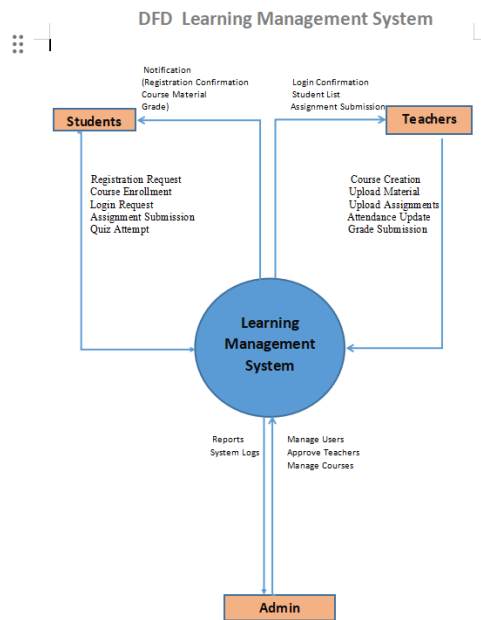 DFD Learning Management System
Notification
(Registration Confirmation
Course Material
Grade)
Login Confirmation
Student List
Assignment Submission
Students
Teachers
Registration Request
Course Enrollment
Login Request
Assignment Submission
Quiz Attempt
Course Creation
Upload Material
Upload Assignments
Attendance Update
Grade Submission
Learning
Management
System
Reports
System Logs
Manage Users
Approve Teachers
Manage Courses
Admin